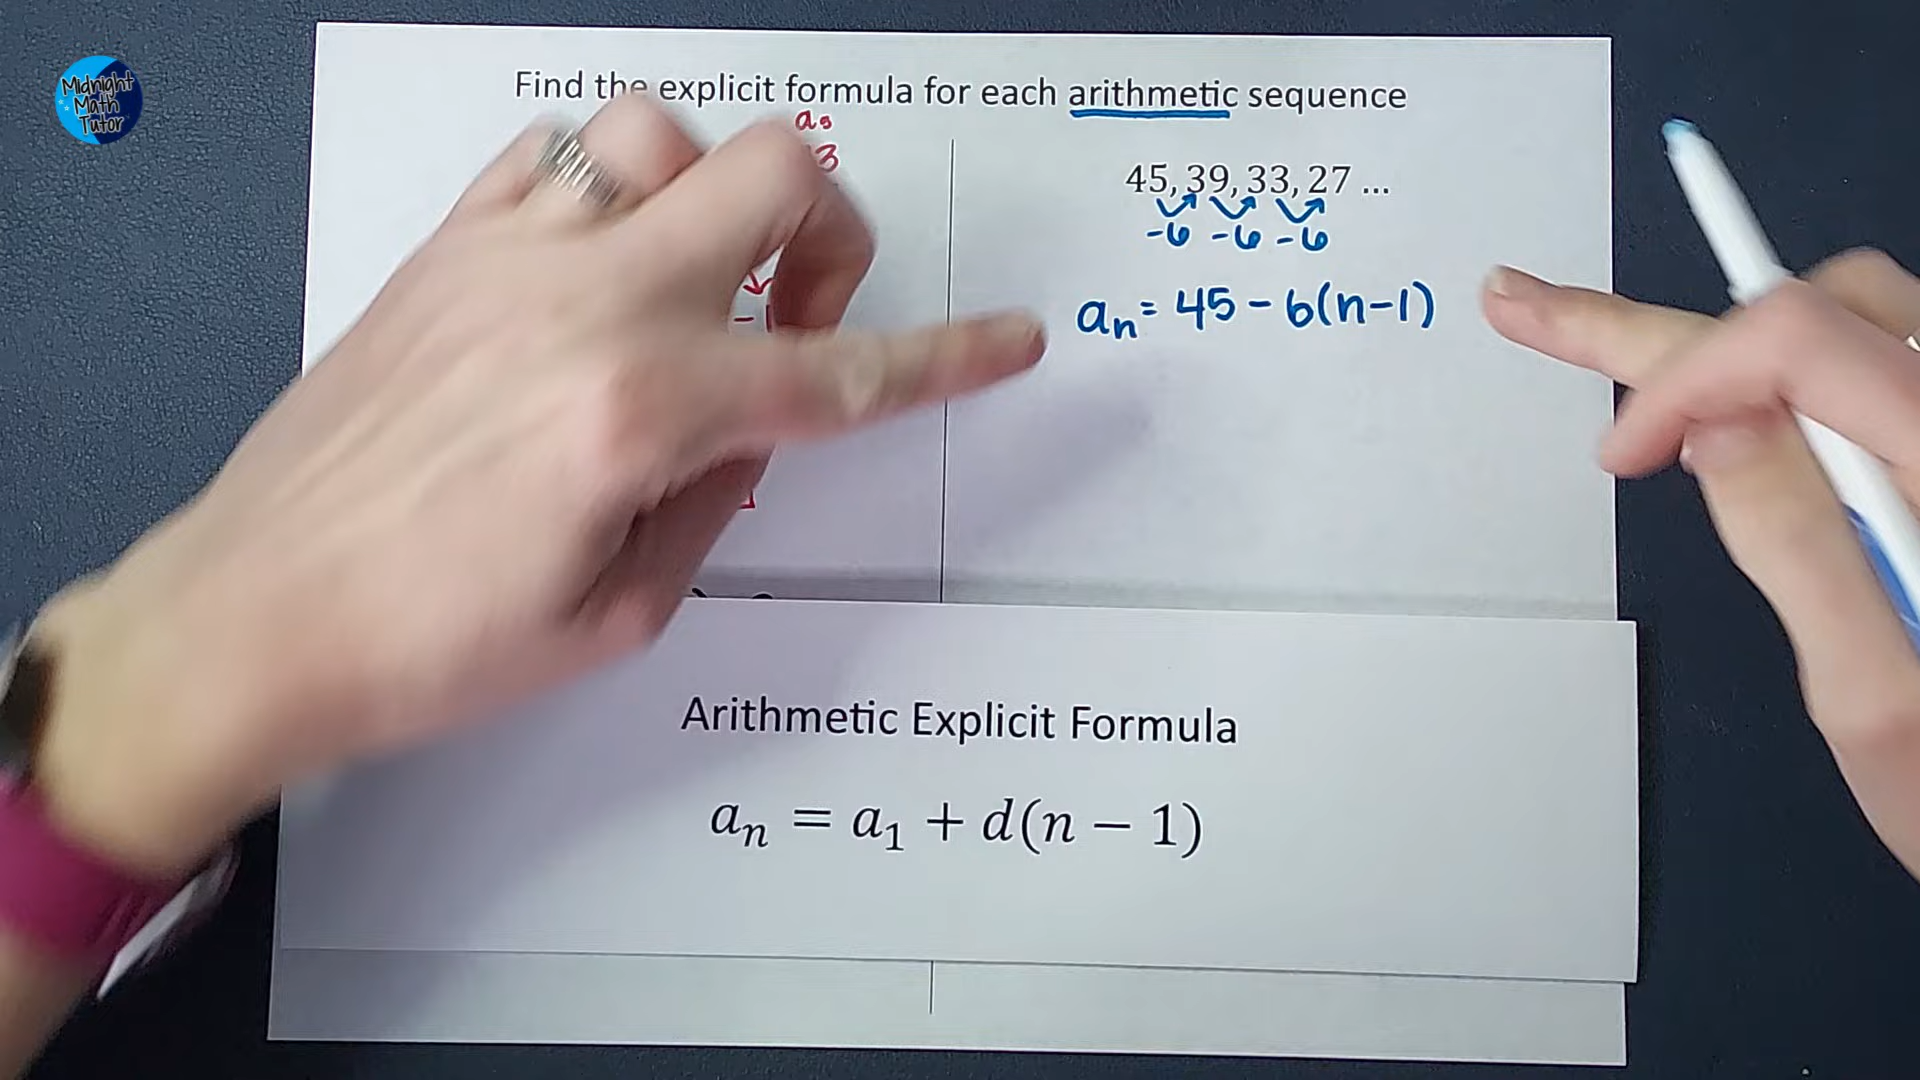 Midnight
Math
Tutor
Find the explicit formula for each arithmetic sequence
a₅
3
45, 39, 33, 27 ...
-6 -6 -6
aₙ = 45 - 6(n-1)
Arithmetic Explicit Formula
aₙ = a₁ + d(n − 1)